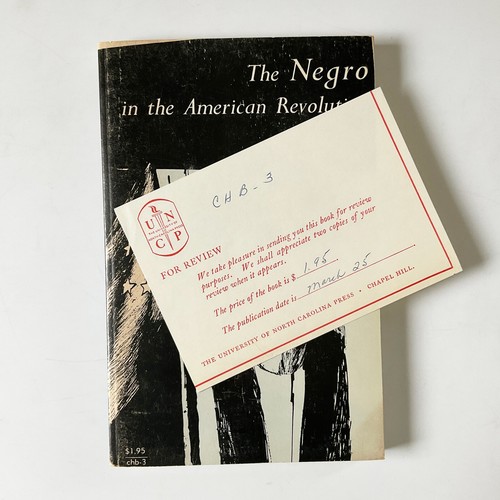 The Negro
in the American Revoluti
CHB-3
U N
C P
FOR REVIEW
We take pleasure in sending you this book for review
purposes. We shall appreciate two copies of your
review when it appears.
The price of the book is $ 1.95
The publication date is March 25
THE UNIVERSITY OF NORTH CAROLINA PRESS · CHAPEL HILL.
$1.95
chb-3